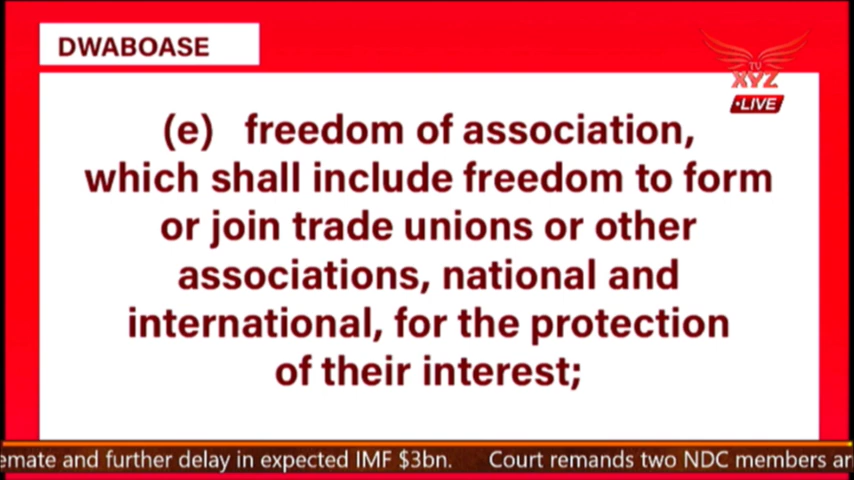 DWABOASE
TV
XYZ
•LIVE
(e) freedom of association,
which shall include freedom to form
or join trade unions or other
associations, national and
international, for the protection
of their interest;
emate and further delay in expected IMF $3bn. Court remands two NDC members ar